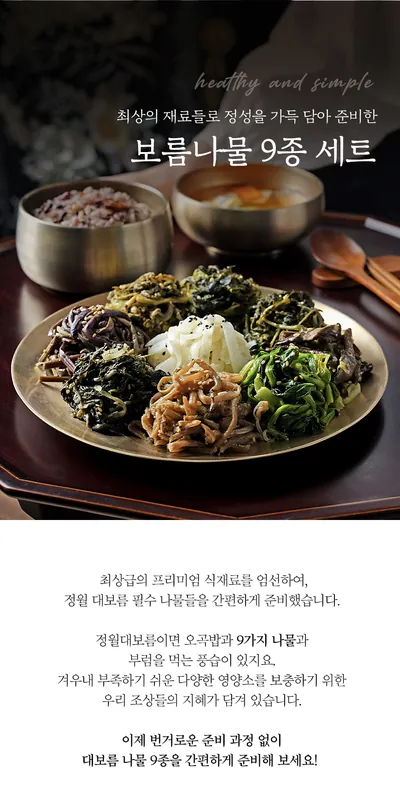 healthy and simple
최상의 재료들로 정성을 가득 담아 준비한
보름나물 9종 세트
최상급의 프리미엄 식재료를 엄선하여,
정월 대보름 필수 나물들을 간편하게 준비했습니다.
정월대보름이면 오곡밥과 9가지 나물과
부럼을 먹는 풍습이 있지요.
겨우내 부족하기 쉬운 다양한 영양소를 보충하기 위한
우리 조상들의 지혜가 담겨 있습니다.
이제 번거로운 준비 과정 없이
대보름 나물 9종을 간편하게 준비해 보세요!